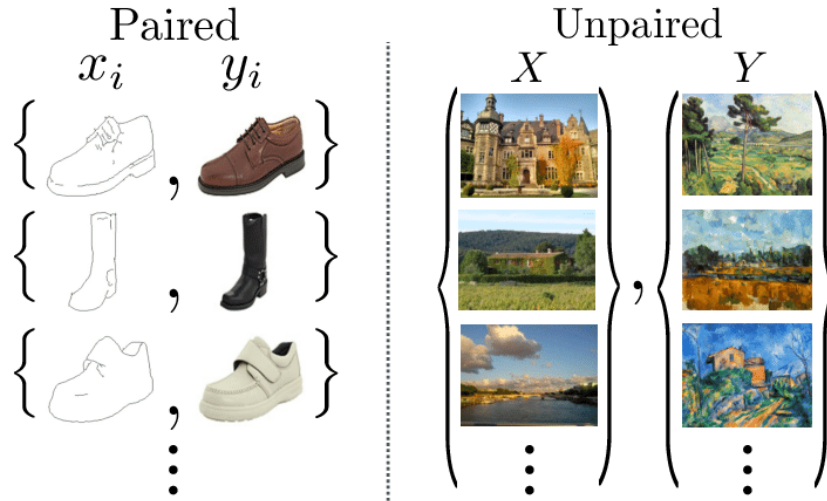 Paired
x_i y_i
{ , }
{ , }
{ , }
⋮
Unpaired
X Y
{ } , { }
⋮ ⋮